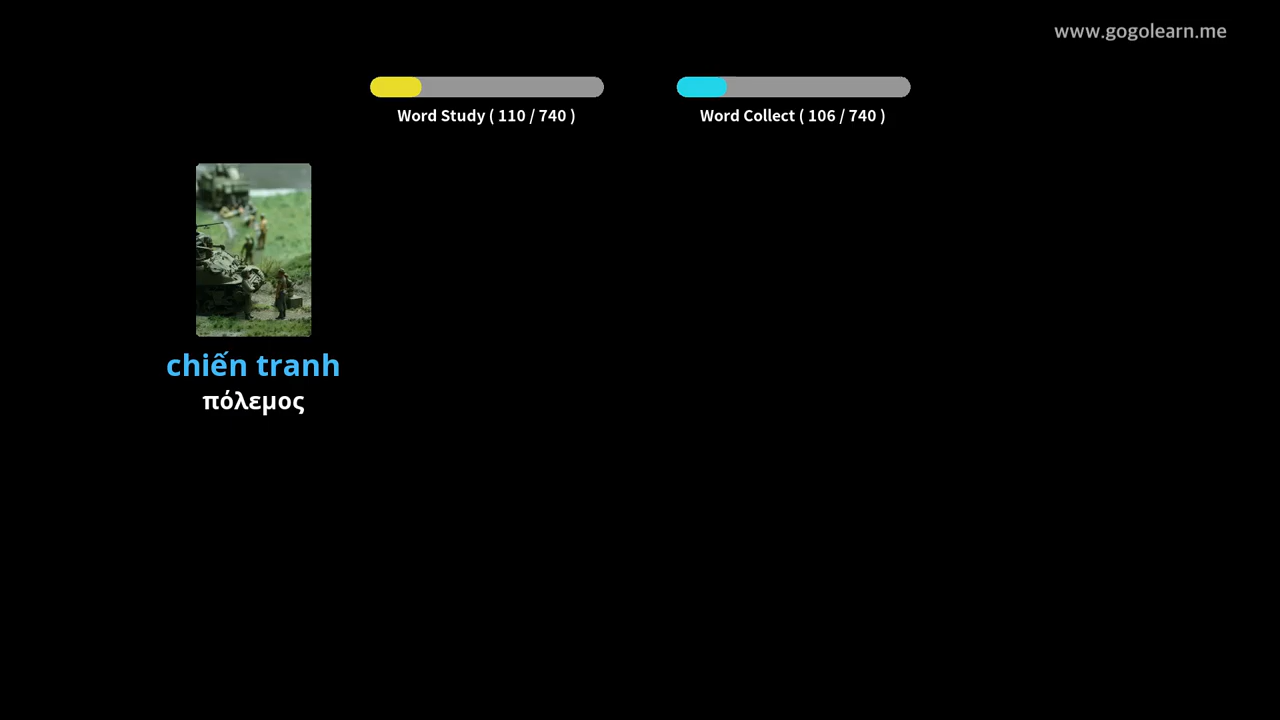 www.gogolearn.me
Word Study ( 110 / 740 )
Word Collect ( 106 / 740 )
chiến tranh
πόλεμος